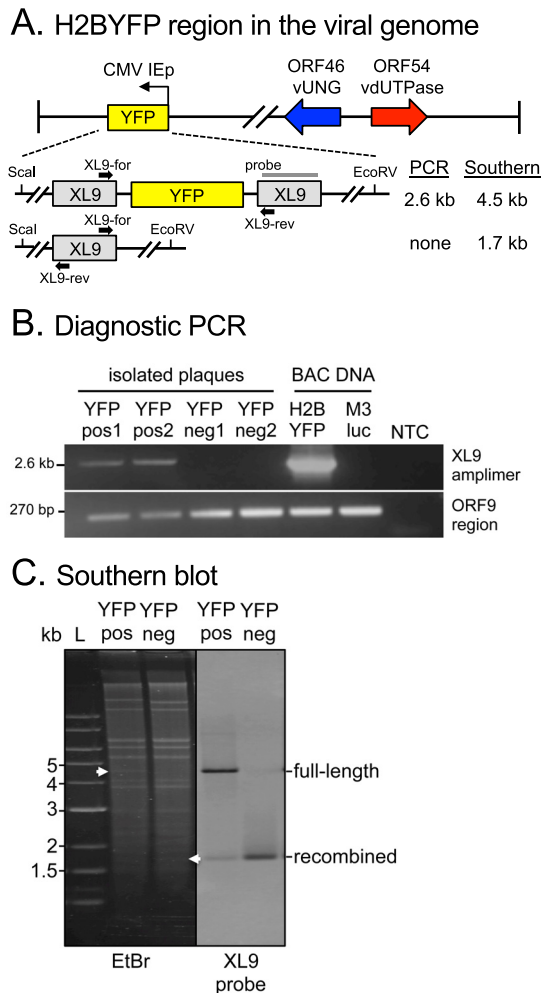 A. H2BYFP region in the viral genome
CMV IEp
ORF46
vUNG
ORF54
vdUTPase
YFP
ScaI
XL9-for
probe
EcoRV
PCR
Southern
XL9
YFP
XL9
2.6 kb
4.5 kb
XL9-rev
ScaI
XL9-for
EcoRV
XL9
none
1.7 kb
XL9-rev
B. Diagnostic PCR
isolated plaques
BAC DNA
YFP pos1
YFP pos2
YFP neg1
YFP neg2
H2B YFP
M3 luc
NTC
2.6 kb
XL9 amplimer
270 bp
ORF9 region
C. Southern blot
YFP pos
YFP neg
YFP pos
YFP neg
kb
L
5
4
3
2
1.5
full-length
recombined
EtBr
XL9 probe